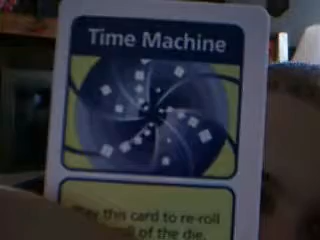 Time Machine
this card to re-roll
of the die.